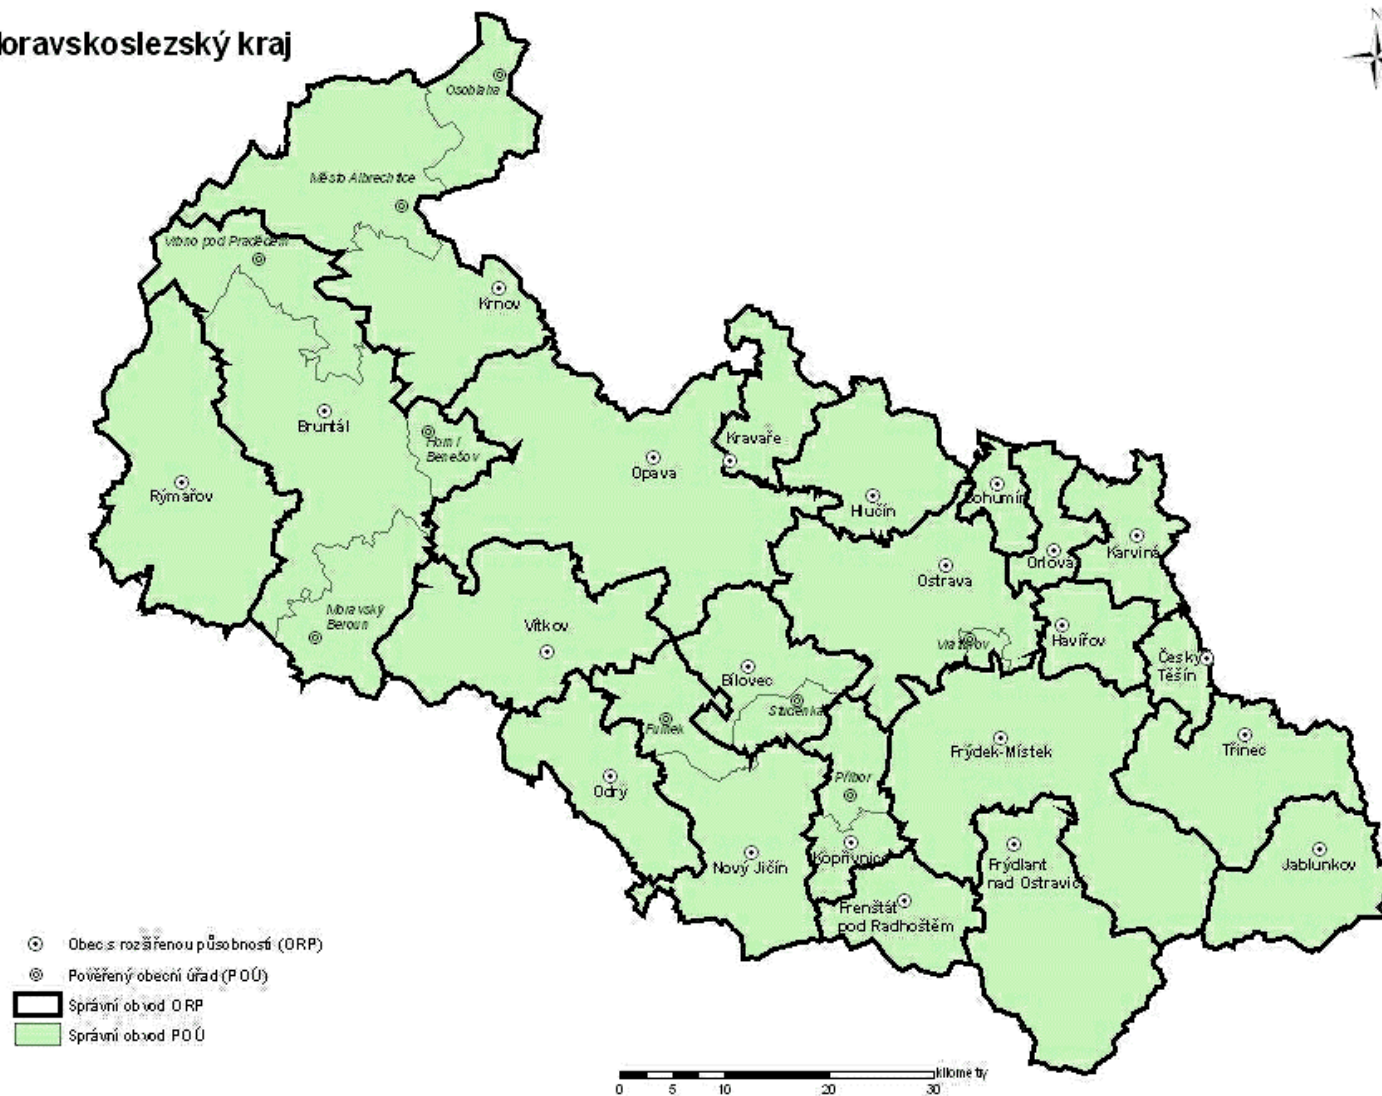 Moravskoslezský kraj
N
Osoblaha
Město Albrechtice
Vrbno pod Pradědem
Krnov
Bruntál
Horní
Benešov
Rýmařov
Opava
Kravaře
Hlučín
Bohumín
Orlová
Karviná
Ostrava
Moravský
Beroun
Vítkov
Vratimov
Havířov
Český
Těšín
Bílovec
Studénka
Fulnek
Odry
Příbor
Frýdek-Místek
Třinec
Nový Jičín
Kopřivnice
Frýdlant
nad Ostravicí
Jablunkov
Frenštát
pod Radhoštěm
Obec s rozšířenou působností (ORP)
Pověřený obecní úřad (POÚ)
Správní obvod ORP
Správní obvod POÚ
kilometry
0 5 10 20 30